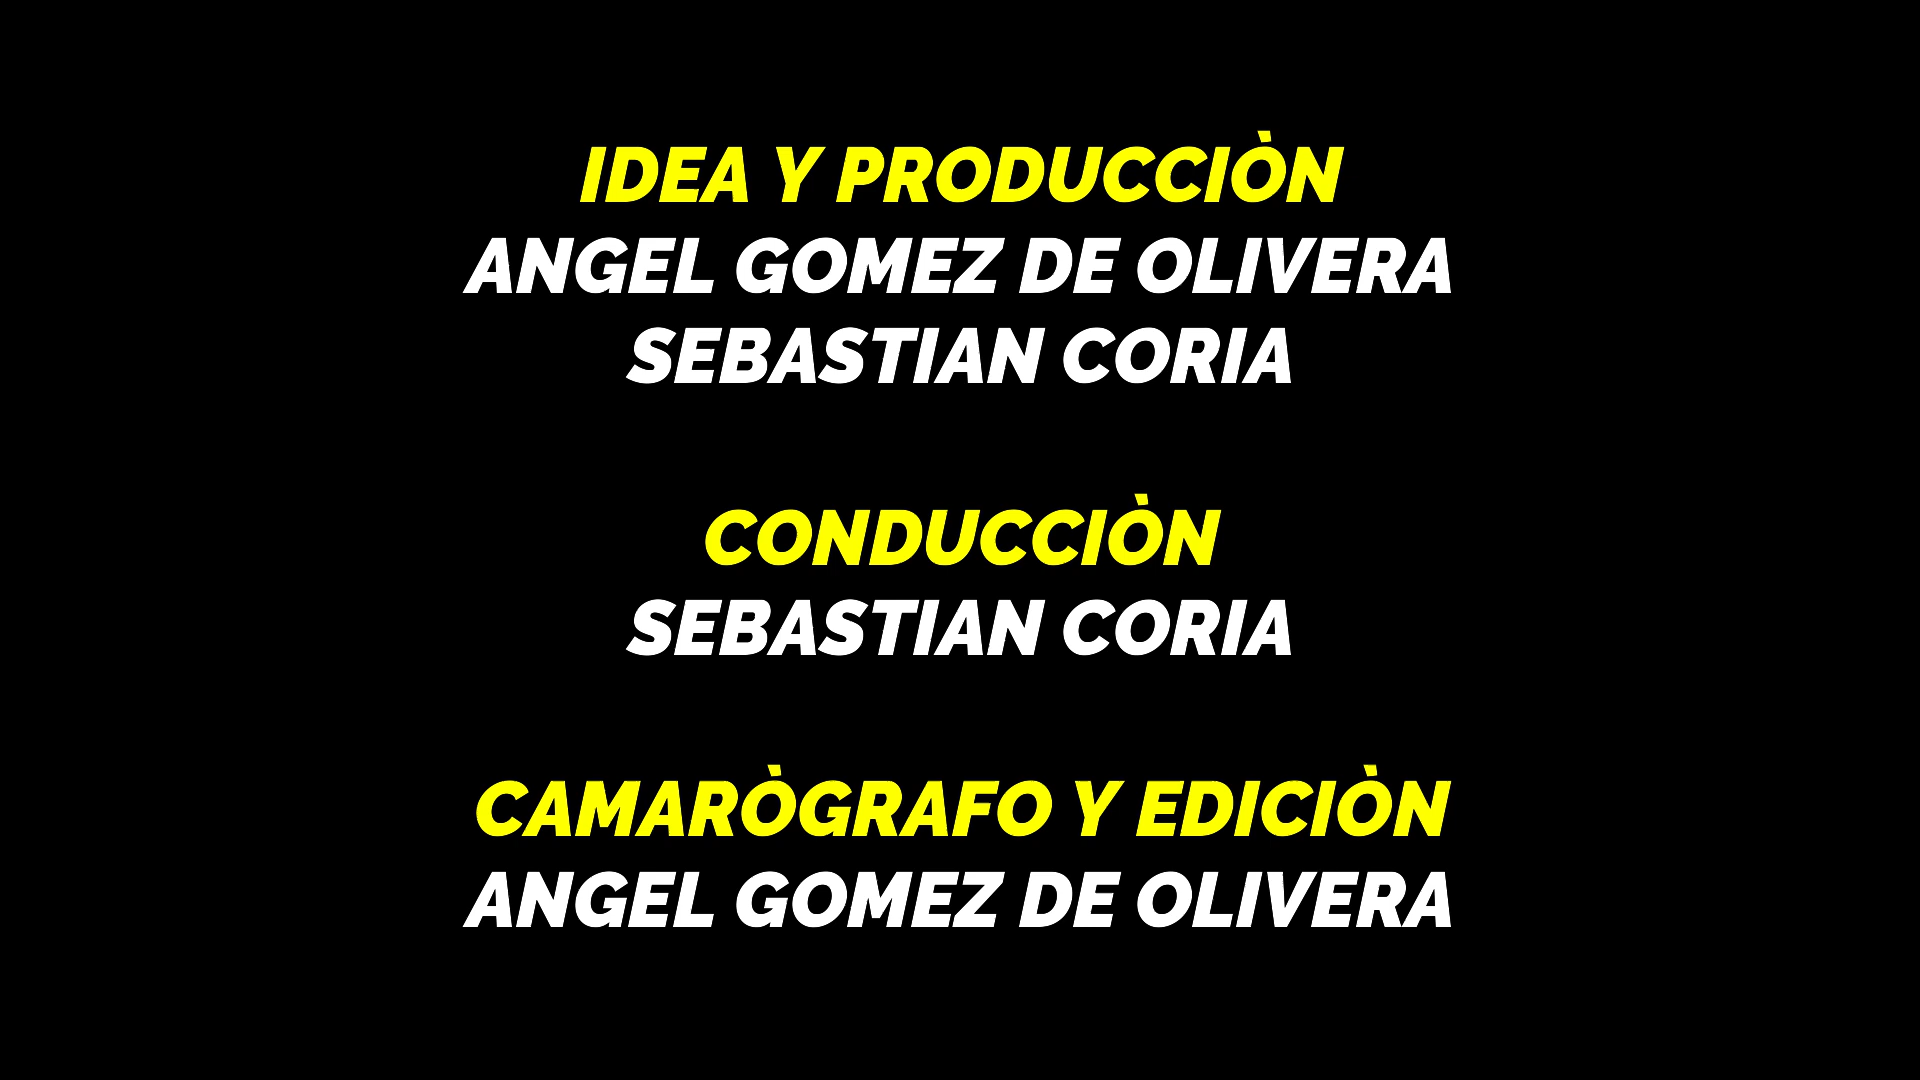 IDEA Y PRODUCCIÒN
ANGEL GOMEZ DE OLIVERA
SEBASTIAN CORIA
CONDUCCIÒN
SEBASTIAN CORIA
CAMARÒGRAFO Y EDICIÒN
ANGEL GOMEZ DE OLIVERA